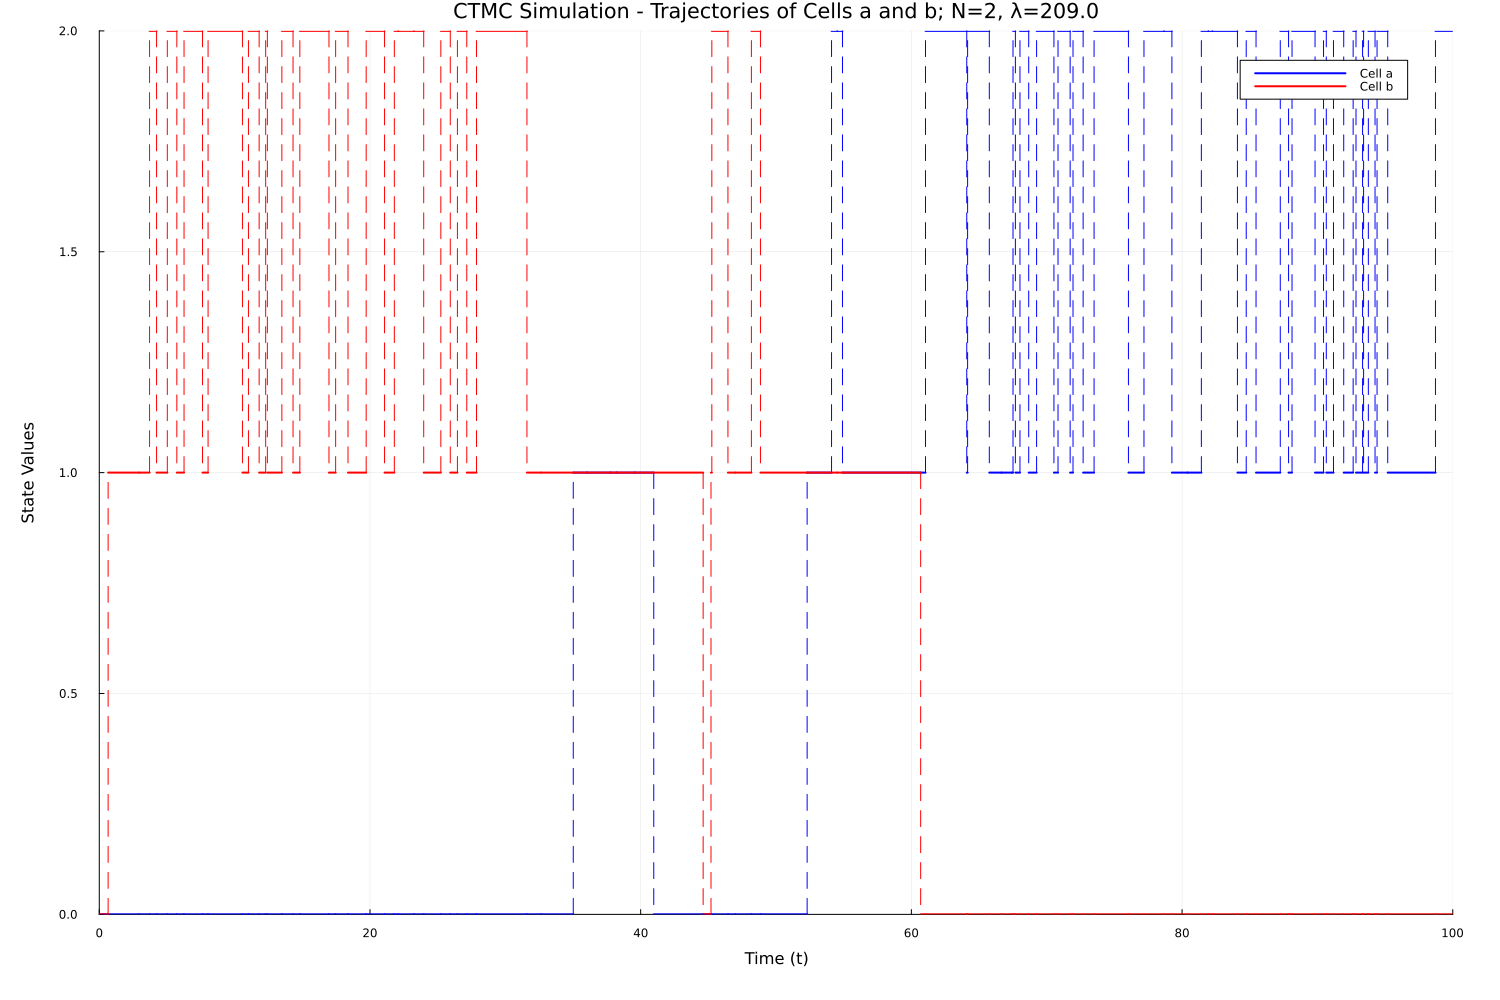 CTMC Simulation - Trajectories of Cells a and b; N=2, λ=209.0
2.0
Cell a
Cell b
1.5
1.0
State Values
0.5
0.0
0 20 40 60 80 100
Time (t)